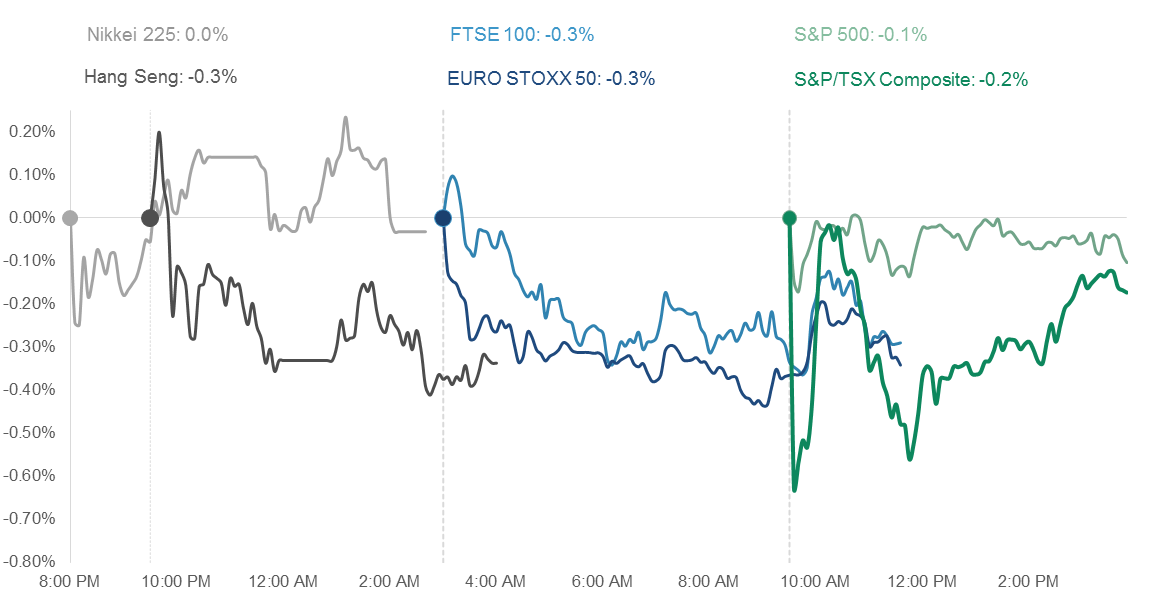 Nikkei 225: 0.0%
FTSE 100: -0.3%
S&P 500: -0.1%
Hang Seng: -0.3%
EURO STOXX 50: -0.3%
S&P/TSX Composite: -0.2%
0.20%
0.10%
0.00%
-0.10%
-0.20%
-0.30%
-0.40%
-0.50%
-0.60%
-0.70%
-0.80%
8:00 PM
10:00 PM
12:00 AM
2:00 AM
4:00 AM
6:00 AM
8:00 AM
10:00 AM
12:00 PM
2:00 PM